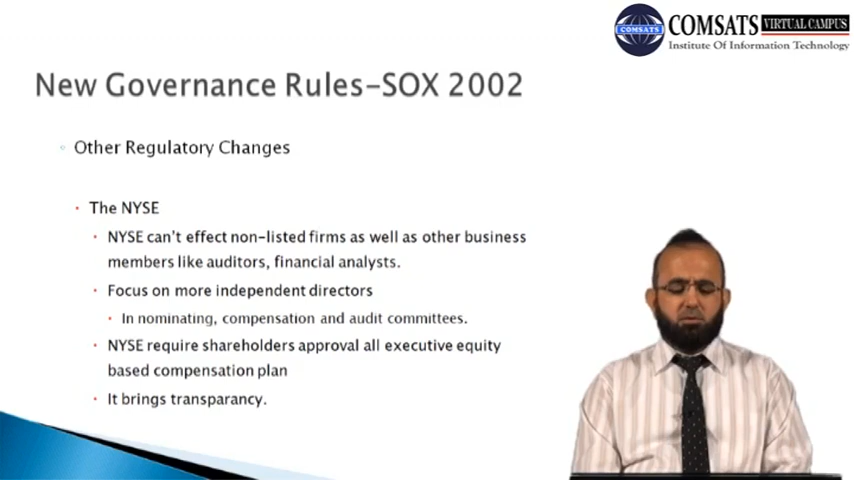 COMSATS VIRTUAL CAMPUS
COMSATS
Institute Of Information Technology
New Governance Rules-SOX 2002
Other Regulatory Changes
The NYSE
NYSE can't effect non-listed firms as well as other business
members like auditors, financial analysts.
Focus on more independent directors
In nominating, compensation and audit committees.
NYSE require shareholders approval all executive equity
based compensation plan
It brings transparancy.